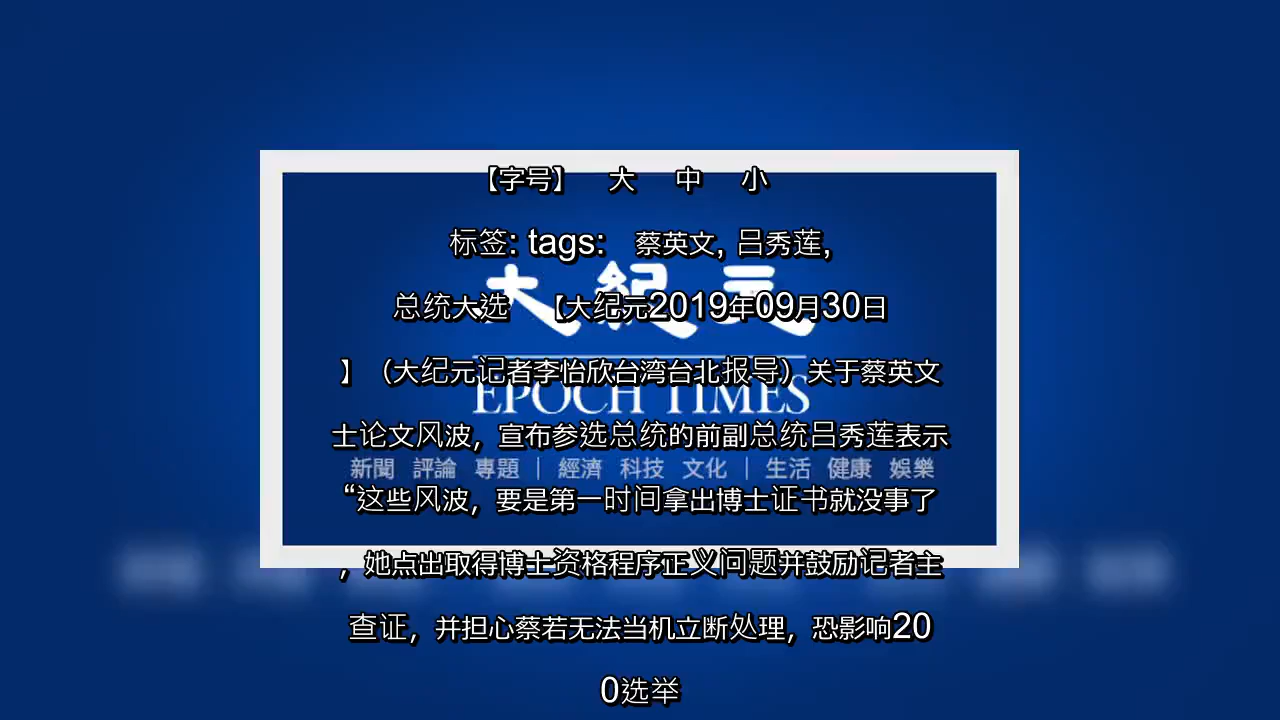 【字号】 大 中 小
标签: tags: 蔡英文, 吕秀莲,
大紀元
总统大选 【大纪元2019年09月30日
】（大纪元记者李怡欣台湾台北报导）关于蔡英文
EPOCH TIMES
士论文风波，宣布参选总统的前副总统吕秀莲表示
新聞 評論 專題 | 經濟 科技 文化 | 生活 健康 娛樂
“这些风波，要是第一时间拿出博士证书就没事了
，她点出取得博士资格程序正义问题并鼓励记者主
查证，并担心蔡若无法当机立断处理，恐影响20
0选举